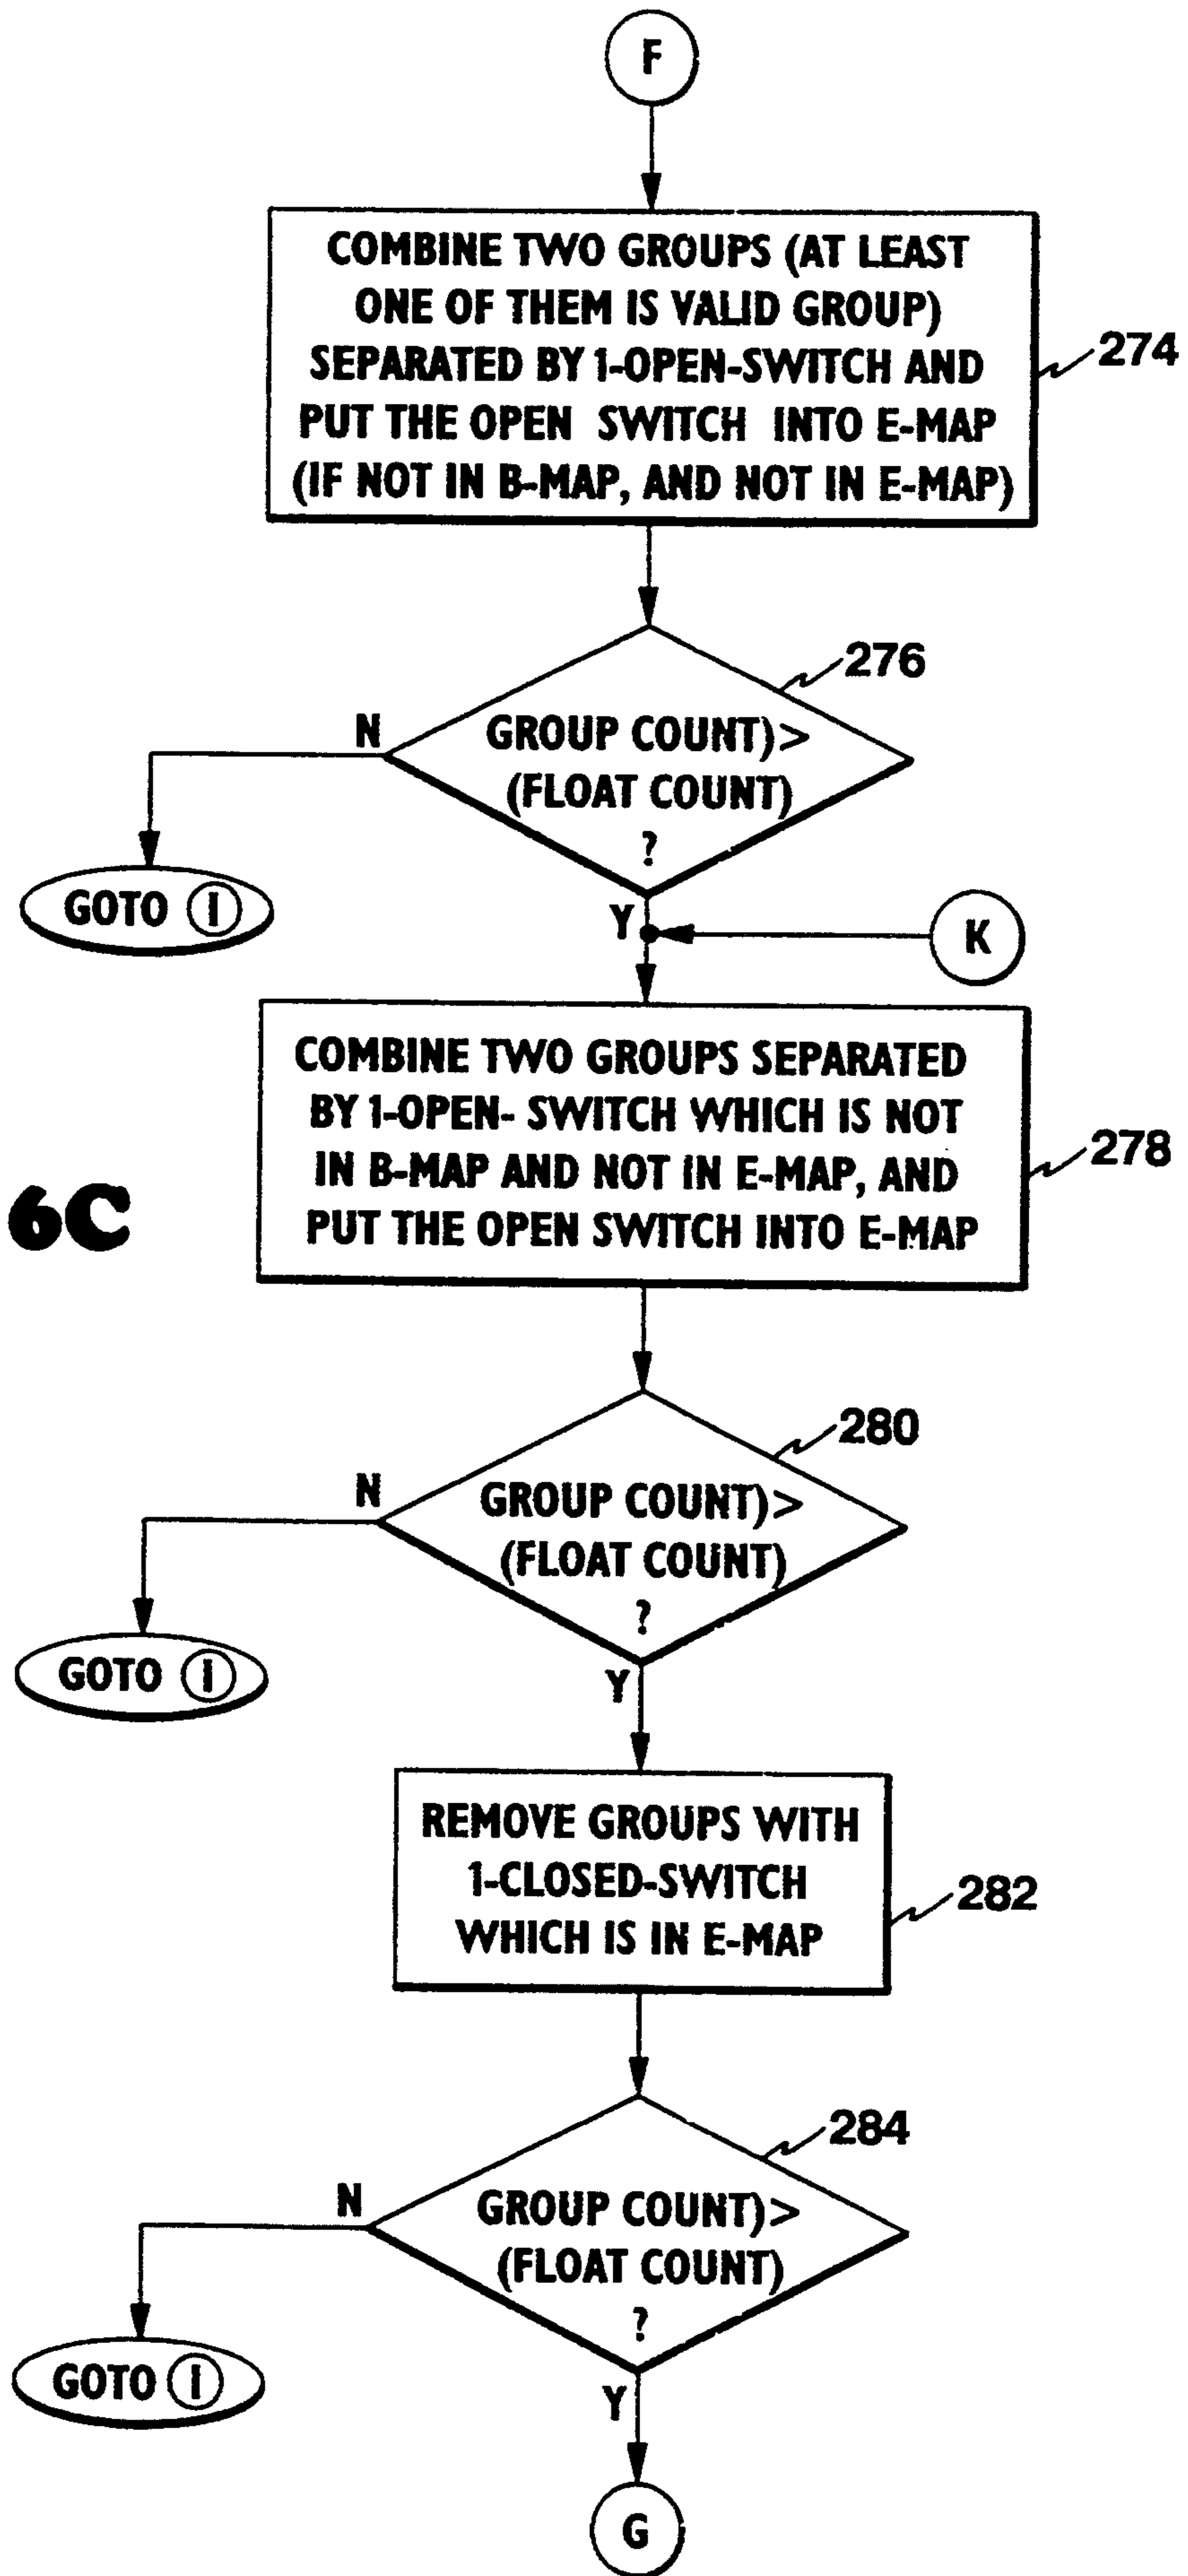 F
COMBINE TWO GROUPS (AT LEAST
ONE OF THEM IS VALID GROUP)
SEPARATED BY 1-OPEN-SWITCH AND
PUT THE OPEN SWITCH INTO E-MAP
(IF NOT IN B-MAP, AND NOT IN E-MAP)
274
276
N
GROUP COUNT)>
(FLOAT COUNT)
?
GOTO I
Y
K
COMBINE TWO GROUPS SEPARATED
BY 1-OPEN- SWITCH WHICH IS NOT
IN B-MAP AND NOT IN E-MAP, AND
PUT THE OPEN SWITCH INTO E-MAP
278
6C
280
N
GROUP COUNT)>
(FLOAT COUNT)
?
GOTO I
Y
REMOVE GROUPS WITH
1-CLOSED-SWITCH
WHICH IS IN E-MAP
282
284
N
GROUP COUNT)>
(FLOAT COUNT)
?
GOTO I
Y
G